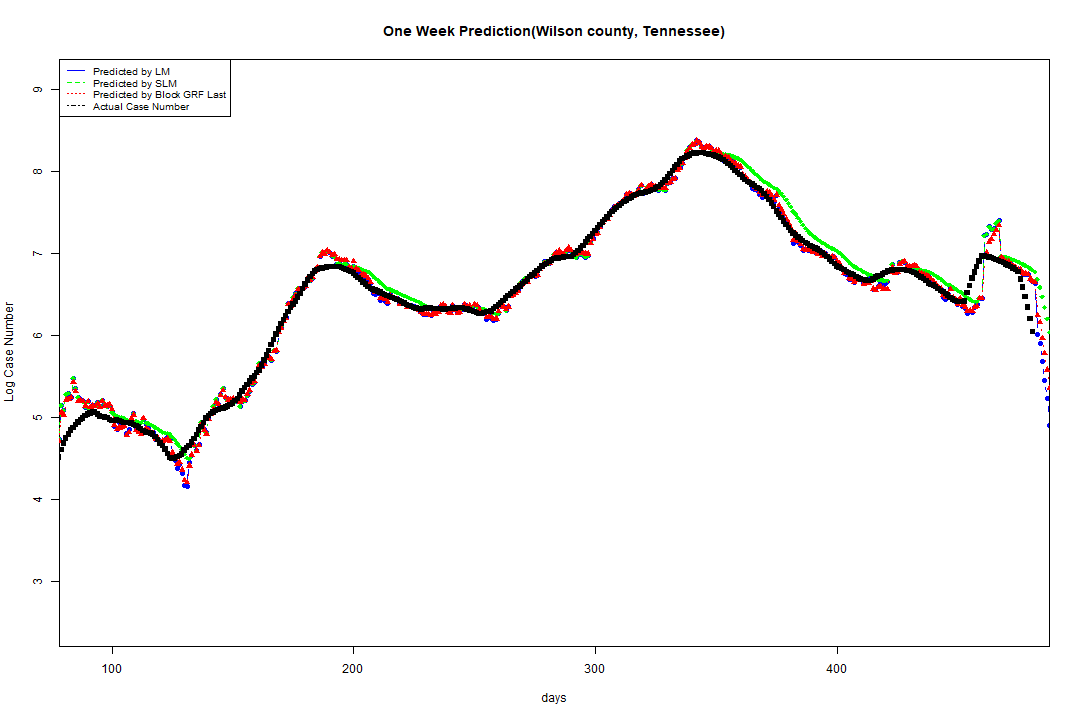 One Week Prediction(Wilson county, Tennessee)
Predicted by LM
Predicted by SLM
Predicted by Block GRF Last
Actual Case Number
9
8
7
6
5
4
3
Log Case Number
100 200 300 400
days